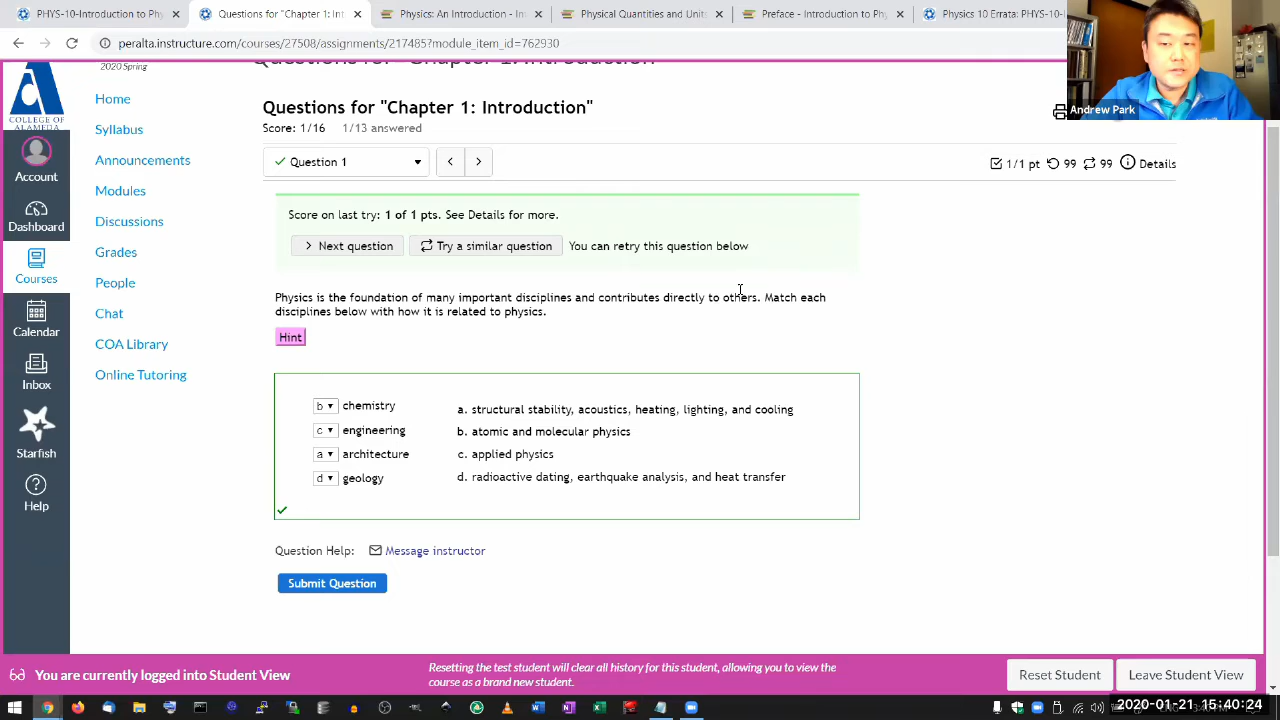 PHYS-10 Introduction to Physics
Questions for "Chapter 1: Intro
Physics: An Introduction
Physical Quantities and Units
Preface - Introduction to Phy
Physics 10 Errata: PHYS-10-
peralta.instructure.com/courses/27508/assignments/217485?module_item_id=762930
Andrew Park
2020 Spring
COLLEGE OF
ALAMEDA
Account
Dashboard
Courses
Calendar
Inbox
Starfish
Help
Home
Syllabus
Announcements
Modules
Discussions
Grades
People
Chat
COA Library
Online Tutoring
Questions for "Chapter 1: Introduction"
Questions for "Chapter 1: Introduction"
Score: 1/16 1/13 answered
Question 1
1/1 pt 99 99 Details
Score on last try: 1 of 1 pts. See Details for more.
Next question Try a similar question You can retry this question below
Physics is the foundation of many important disciplines and contributes directly to others. Match each
disciplines below with how it is related to physics.
Hint
b chemistry a. structural stability, acoustics, heating, lighting, and cooling
c engineering b. atomic and molecular physics
a architecture c. applied physics
d geology d. radioactive dating, earthquake analysis, and heat transfer
Question Help: Message instructor
Submit Question
You are currently logged into Student View
Resetting the test student will clear all history for this student, allowing you to view the
course as a brand new student.
Reset Student
Leave Student View
2020-01-21 15:40:24